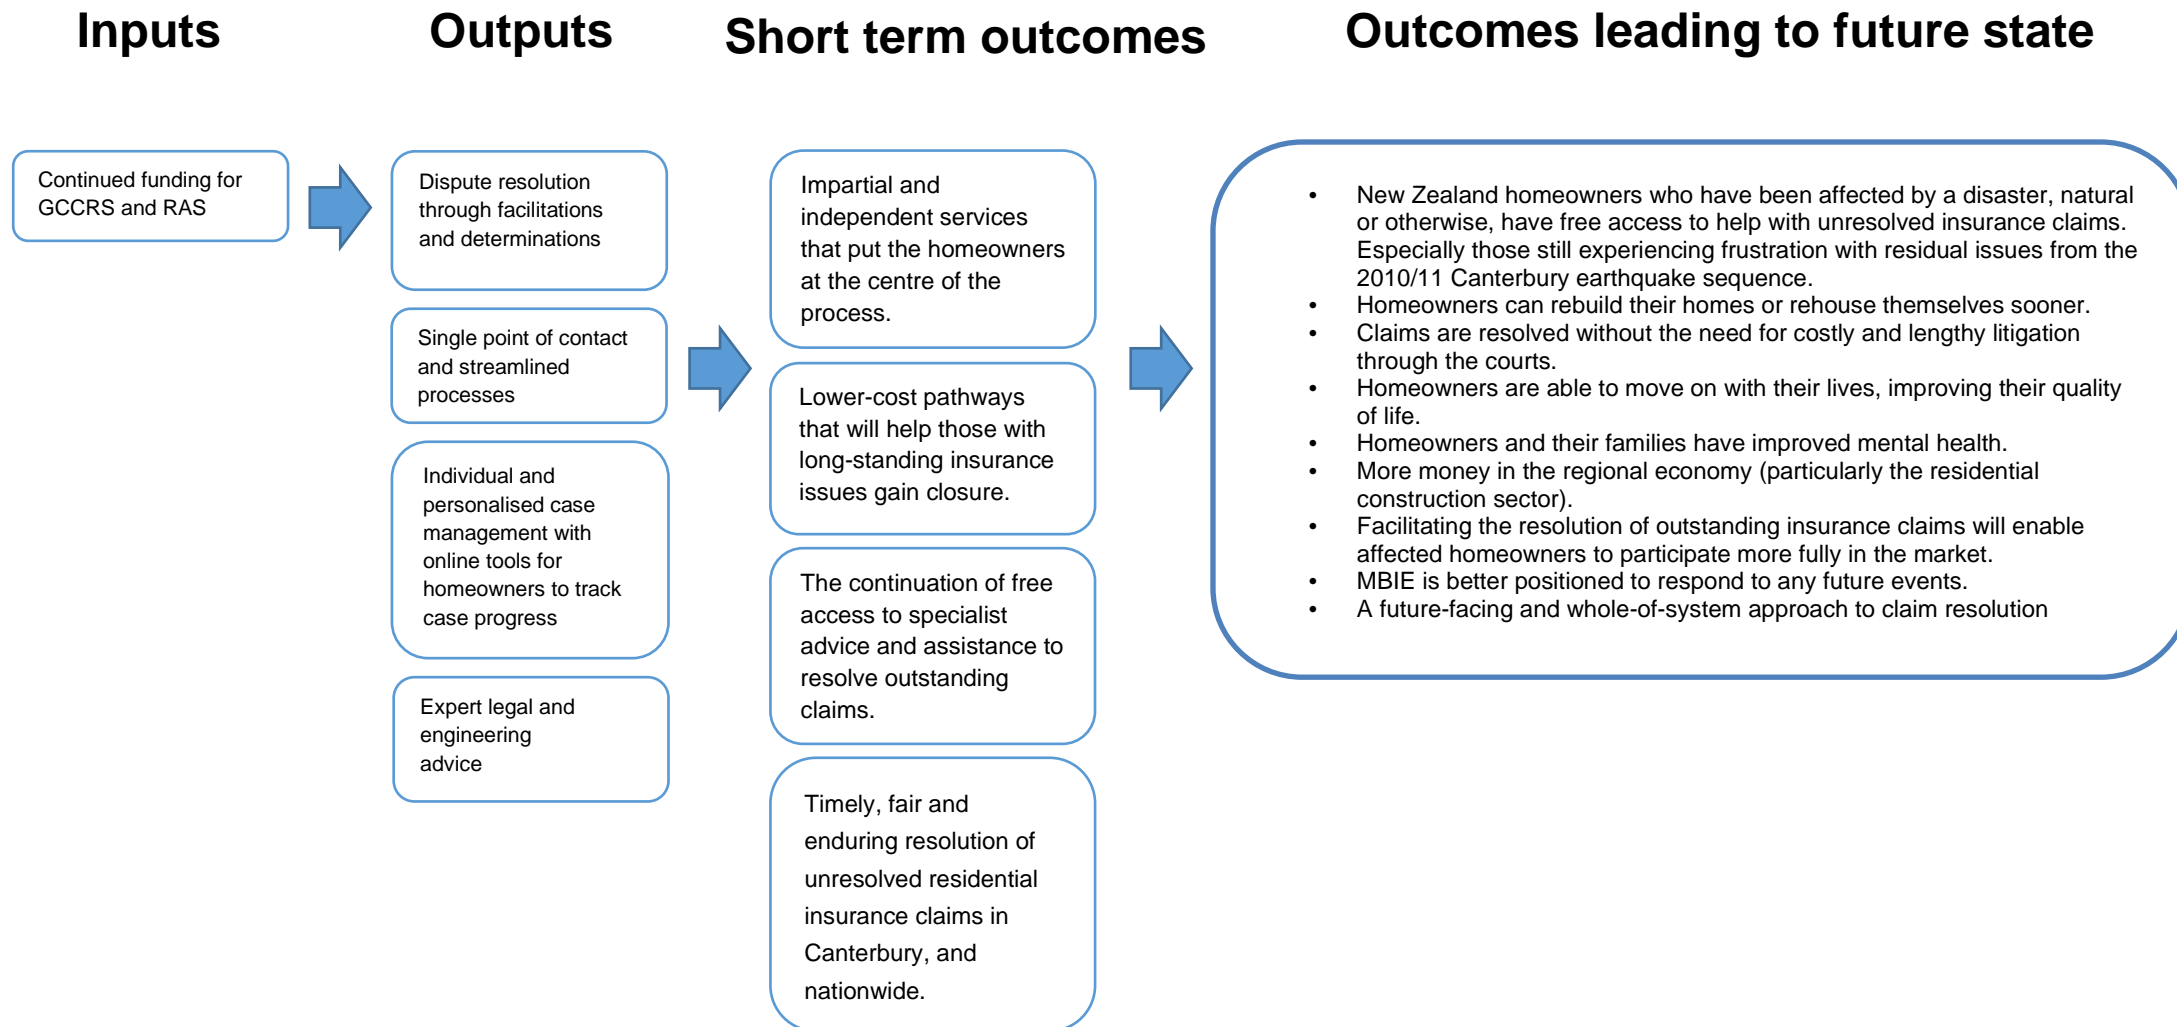 Inputs
Outputs
Short term outcomes
Outcomes leading to future state
Continued funding for
GCCRS and RAS
Dispute resolution
through facilitations
and determinations
Single point of contact
and streamlined
processes
Individual and
personalised case
management with
online tools for
homeowners to track
case progress
Expert legal and
engineering
advice
Impartial and
independent services
that put the homeowners
at the centre of the
process.
Lower-cost pathways
that will help those with
long-standing insurance
issues gain closure.
The continuation of free
access to specialist
advice and assistance to
resolve outstanding
claims.
Timely, fair and
enduring resolution of
unresolved residential
insurance claims in
Canterbury, and
nationwide.
• New Zealand homeowners who have been affected by a disaster, natural
or otherwise, have free access to help with unresolved insurance claims.
Especially those still experiencing frustration with residual issues from the
2010/11 Canterbury earthquake sequence.
• Homeowners can rebuild their homes or rehouse themselves sooner.
• Claims are resolved without the need for costly and lengthy litigation
through the courts.
• Homeowners are able to move on with their lives, improving their quality
of life.
• Homeowners and their families have improved mental health.
• More money in the regional economy (particularly the residential
construction sector).
• Facilitating the resolution of outstanding insurance claims will enable
affected homeowners to participate more fully in the market.
• MBIE is better positioned to respond to any future events.
• A future-facing and whole-of-system approach to claim resolution